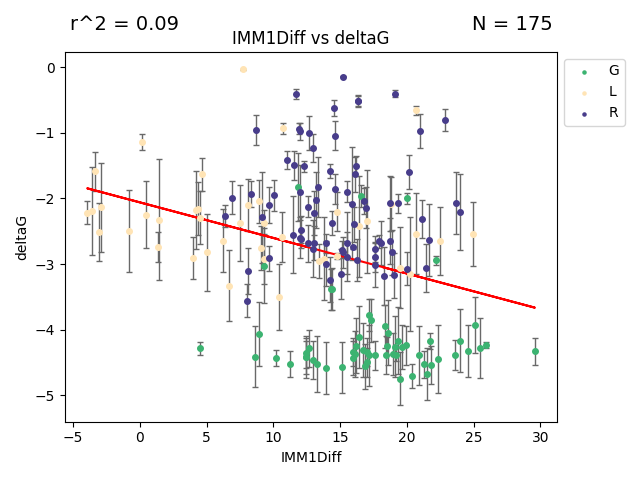 r^2 = 0.09 N = 175
IMM1Diff vs deltaG
G
L
R
0
−1
−2
−3
−4
−5
deltaG
−5 0 5 10 15 20 25 30
IMM1Diff